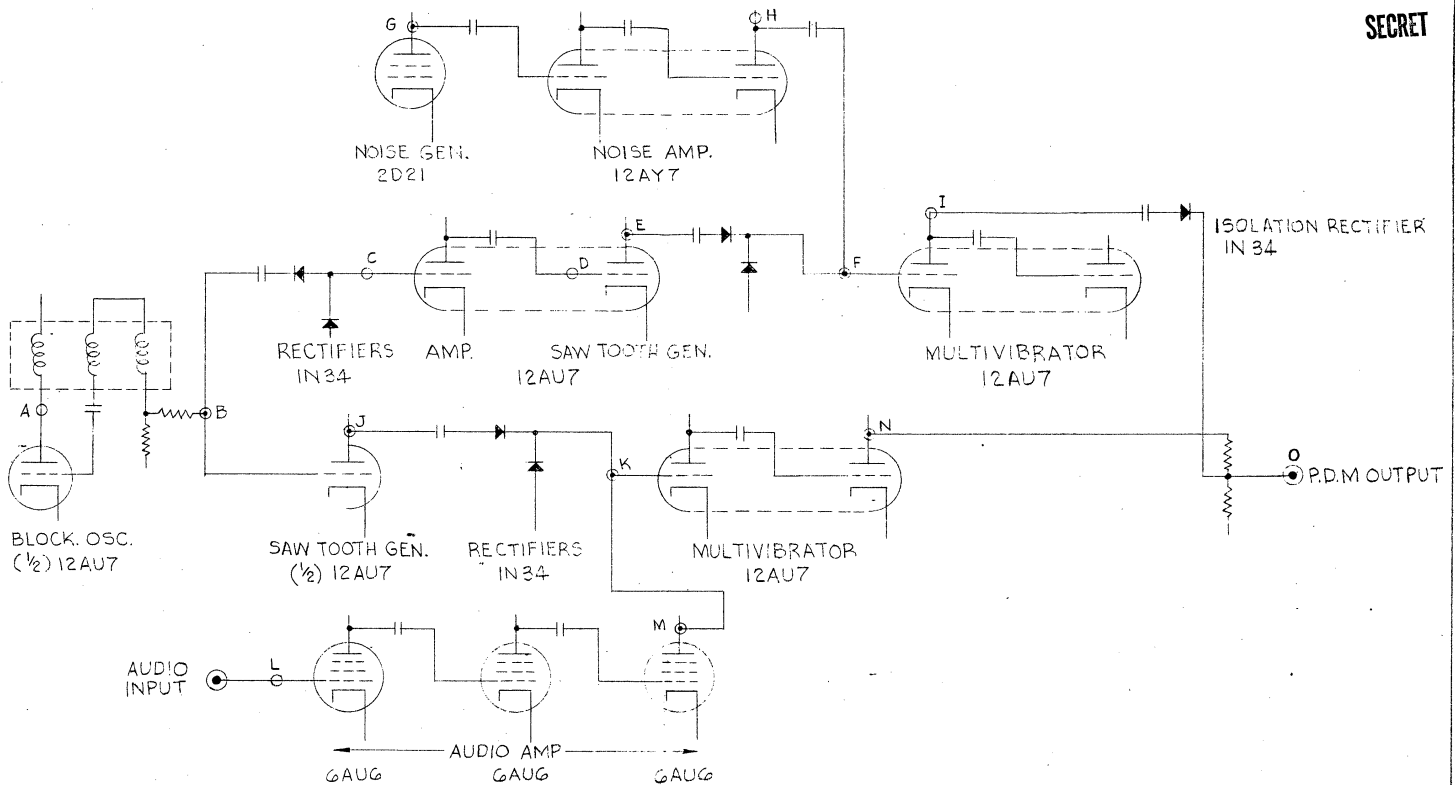 SECRET
G
H
NOISE GEN.
2D21
NOISE AMP.
12AY7
C
D
E
F
I
ISOLATION RECTIFIER
IN 34
RECTIFIERS
IN34
AMP.
SAW TOOTH GEN.
12AU7
MULTIVIBRATOR
12AU7
A
B
J
K
N
O
P.D.M OUTPUT
BLOCK. OSC.
(½) 12AU7
SAW TOOTH GEN.
(½) 12AU7
RECTIFIERS
IN34
MULTIVIBRATOR
12AU7
M
AUDIO
INPUT
L
AUDIO AMP
6AU6
6AU6
6AU6